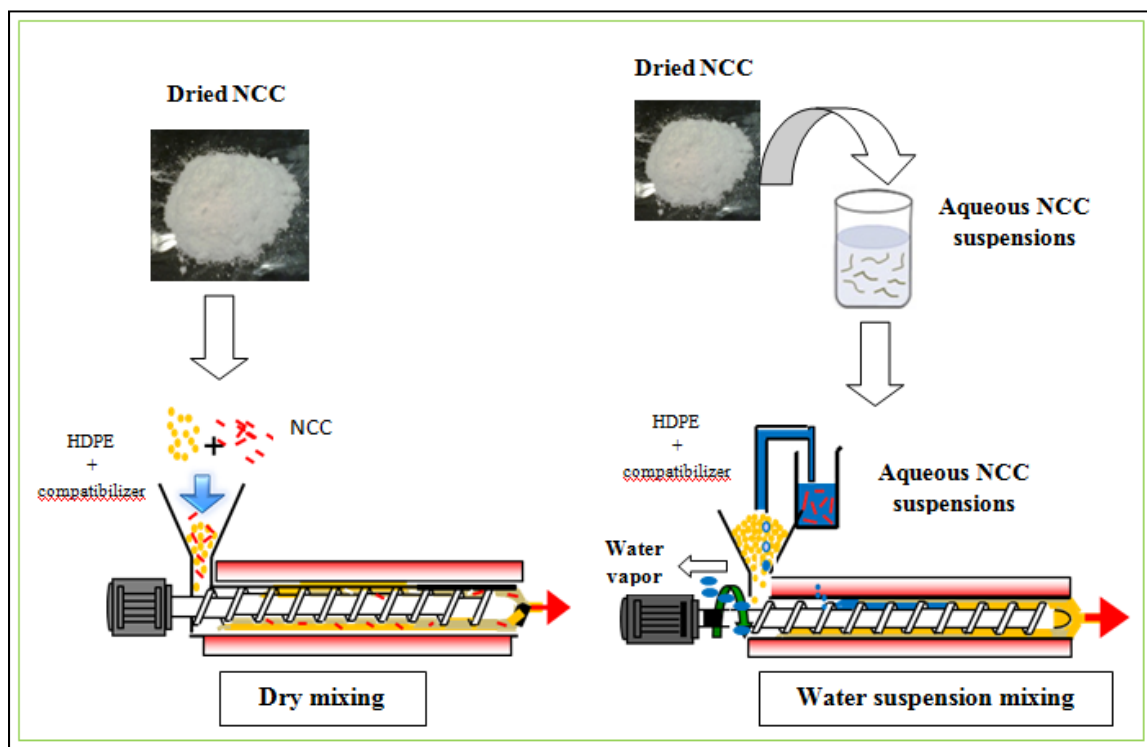 Dried NCC
HDPE
+
compatibilizer
+
NCC
Dry mixing
Dried NCC
Aqueous NCC
suspensions
HDPE
+
compatibilizer
Aqueous NCC
suspensions
Water
vapor
Water suspension mixing